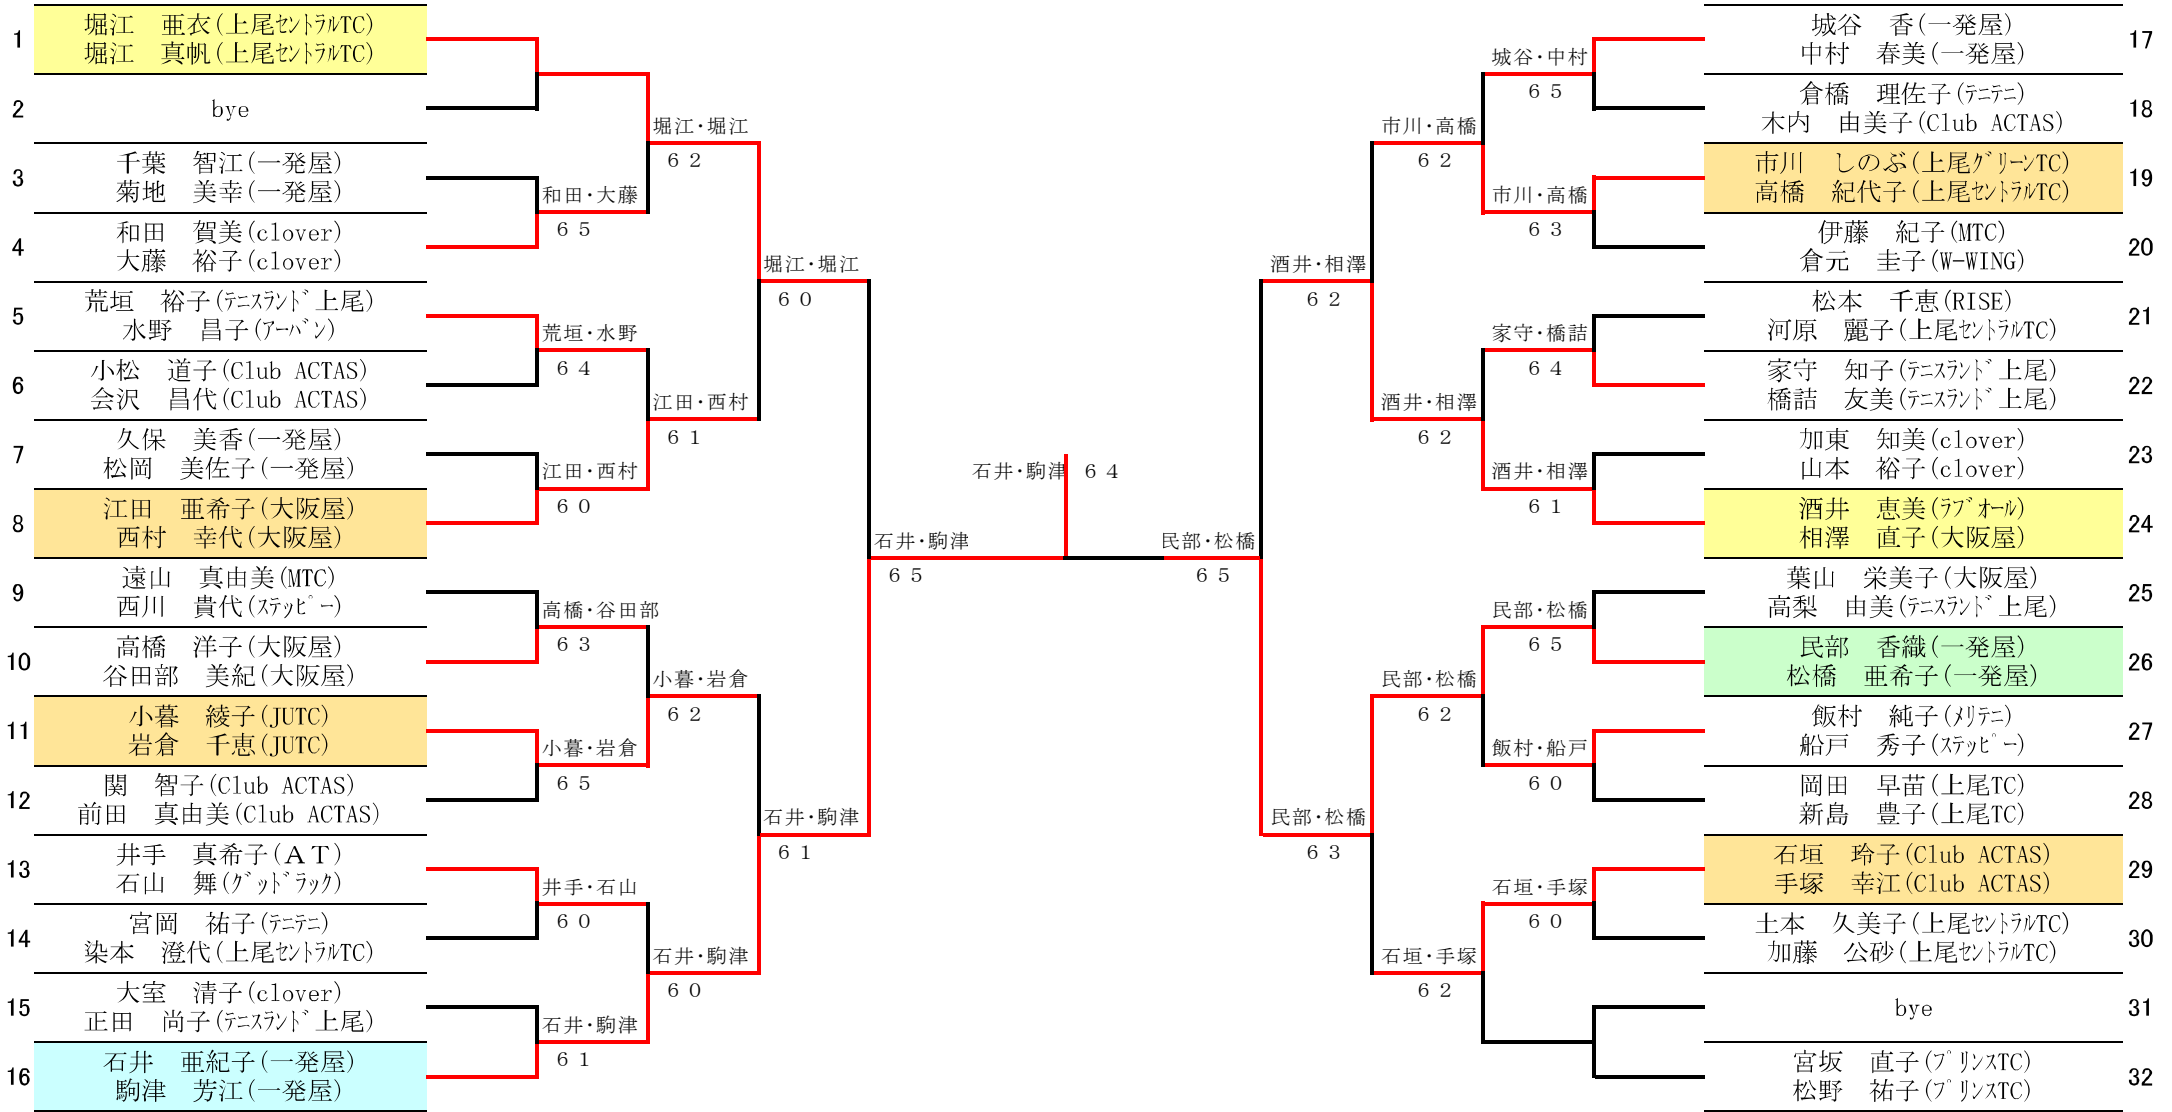 1
堀江　亜衣(上尾ｾﾝﾄﾗﾙTC)
堀江　真帆(上尾ｾﾝﾄﾗﾙTC)
2
bye
3
千葉　智江(一発屋)
菊地　美幸(一発屋)
4
和田　賀美(clover)
大藤　裕子(clover)
5
荒垣　裕子(ﾃﾆｽﾗﾝﾄﾞ上尾)
水野　昌子(ｱｰﾊﾞﾝ)
6
小松　道子(Club ACTAS)
会沢　昌代(Club ACTAS)
7
久保　美香(一発屋)
松岡　美佐子(一発屋)
8
江田　亜希子(大阪屋)
西村　幸代(大阪屋)
9
遠山　真由美(MTC)
西川　貴代(ｽﾃｯﾋﾟｰ)
10
高橋　洋子(大阪屋)
谷田部　美紀(大阪屋)
11
小暮　綾子(JUTC)
岩倉　千恵(JUTC)
12
関　智子(Club ACTAS)
前田　真由美(Club ACTAS)
13
井手　真希子(ＡＴ)
石山　舞(ｸﾞｯﾄﾞﾗｯｸ)
14
宮岡　祐子(ﾃﾆﾃﾆ)
染本　澄代(上尾ｾﾝﾄﾗﾙTC)
15
大室　清子(clover)
正田　尚子(ﾃﾆｽﾗﾝﾄﾞ上尾)
16
石井　亜紀子(一発屋)
駒津　芳江(一発屋)
和田・大藤
６５
荒垣・水野
６４
江田・西村
６０
高橋・谷田部
６３
小暮・岩倉
６５
井手・石山
６０
石井・駒津
６１
堀江・堀江
６２
江田・西村
６１
小暮・岩倉
６２
石井・駒津
６０
堀江・堀江
６０
石井・駒津
６１
石井・駒津
６５
石井・駒津　６４
民部・松橋
６５
酒井・相澤
６２
民部・松橋
６３
市川・高橋
６２
酒井・相澤
６２
民部・松橋
６２
石垣・手塚
６２
城谷・中村
６５
市川・高橋
６３
家守・橋詰
６４
酒井・相澤
６１
民部・松橋
６５
飯村・船戸
６０
石垣・手塚
６０
城谷　香(一発屋)
中村　春美(一発屋)
17
倉橋　理佐子(ﾃﾆﾃﾆ)
木内　由美子(Club ACTAS)
18
市川　しのぶ(上尾ｸﾞﾘｰﾝTC)
高橋　紀代子(上尾ｾﾝﾄﾗﾙTC)
19
伊藤　紀子(MTC)
倉元　圭子(W-WING)
20
松本　千恵(RISE)
河原　麗子(上尾ｾﾝﾄﾗﾙTC)
21
家守　知子(ﾃﾆｽﾗﾝﾄﾞ上尾)
橋詰　友美(ﾃﾆｽﾗﾝﾄﾞ上尾)
22
加東　知美(clover)
山本　裕子(clover)
23
酒井　恵美(ﾗﾌﾞｵｰﾙ)
相澤　直子(大阪屋)
24
葉山　栄美子(大阪屋)
高梨　由美(ﾃﾆｽﾗﾝﾄﾞ上尾)
25
民部　香織(一発屋)
松橋　亜希子(一発屋)
26
飯村　純子(ﾒﾘﾃﾆ)
船戸　秀子(ｽﾃｯﾋﾟｰ)
27
岡田　早苗(上尾TC)
新島　豊子(上尾TC)
28
石垣　玲子(Club ACTAS)
手塚　幸江(Club ACTAS)
29
土本　久美子(上尾ｾﾝﾄﾗﾙTC)
加藤　公砂(上尾ｾﾝﾄﾗﾙTC)
30
bye
31
宮坂　直子(ﾌﾟﾘﾝｽTC)
松野　祐子(ﾌﾟﾘﾝｽTC)
32